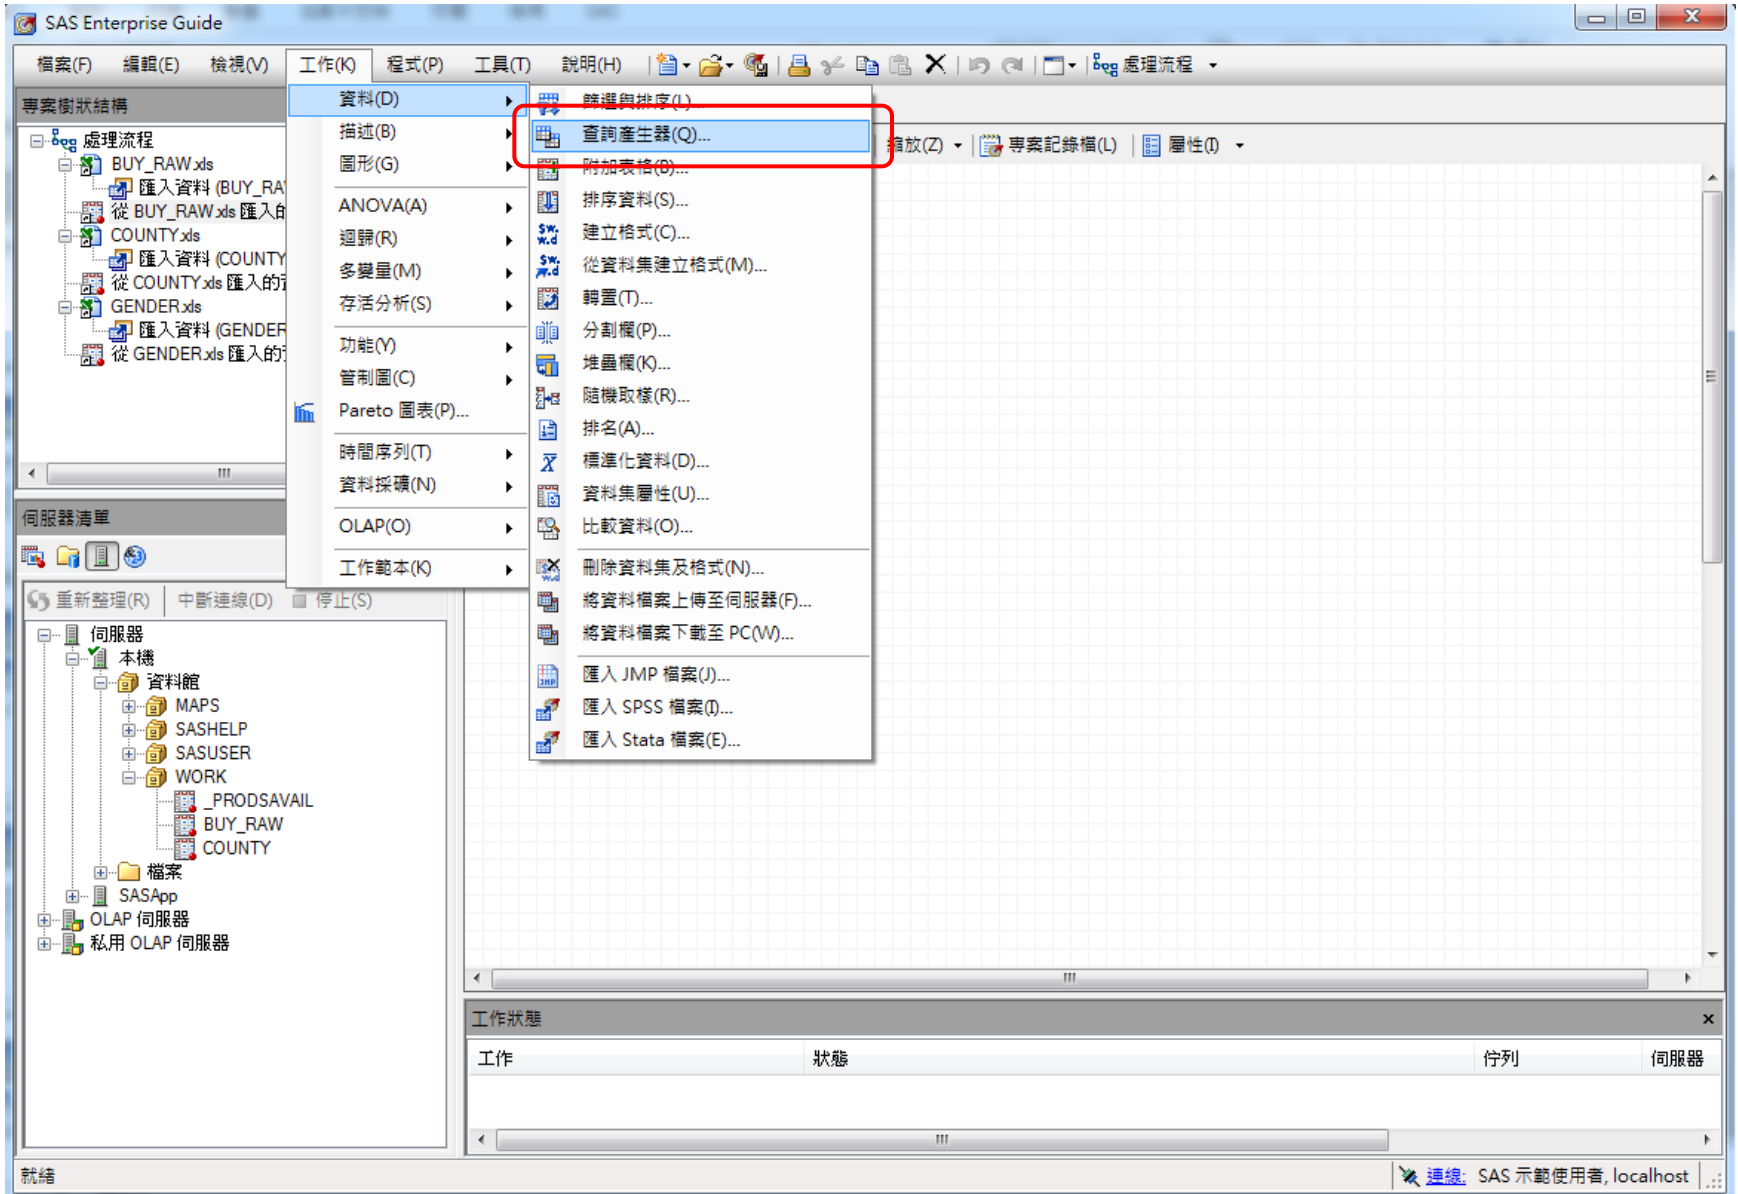 SAS Enterprise Guide
檔案(F) 編輯(E) 檢視(V) 工作(K) 程式(P) 工具(T) 說明(H) 處理流程
專案樹狀結構
處理流程
BUY_RAW.xls
匯入資料 (BUY_RA
從 BUY_RAW.xls 匯入的
COUNTY.xls
匯入資料 (COUNTY
從 COUNTY.xls 匯入的
GENDER.xls
匯入資料 (GENDER
從 GENDER.xls 匯入的
資料(D)
描述(B)
圖形(G)
ANOVA(A)
迴歸(R)
多變量(M)
存活分析(S)
功能(Y)
管制圖(C)
Pareto 圖表(P)...
時間序列(T)
資料採礦(N)
OLAP(O)
工作範本(K)
篩選與排序(L)...
查詢產生器(Q)...
附加表格(B)...
排序資料(S)...
建立格式(C)...
從資料集建立格式(M)...
轉置(T)...
分割欄(P)...
堆疊欄(K)...
隨機取樣(R)...
排名(A)...
標準化資料(D)...
資料集屬性(U)...
比較資料(O)...
刪除資料集及格式(N)...
將資料檔案上傳至伺服器(F)...
將資料檔案下載至 PC(W)...
匯入 JMP 檔案(J)...
匯入 SPSS 檔案(I)...
匯入 Stata 檔案(E)...
縮放(Z) 專案記錄檔(L) 屬性(I)
伺服器清單
重新整理(R) 中斷連線(D) 停止(S)
伺服器
本機
資料館
MAPS
SASHELP
SASUSER
WORK
_PRODSAVAIL
BUY_RAW
COUNTY
檔案
SASApp
OLAP 伺服器
私用 OLAP 伺服器
工作狀態
工作 狀態 佇列 伺服器
就緒
連線: SAS 示範使用者, localhost